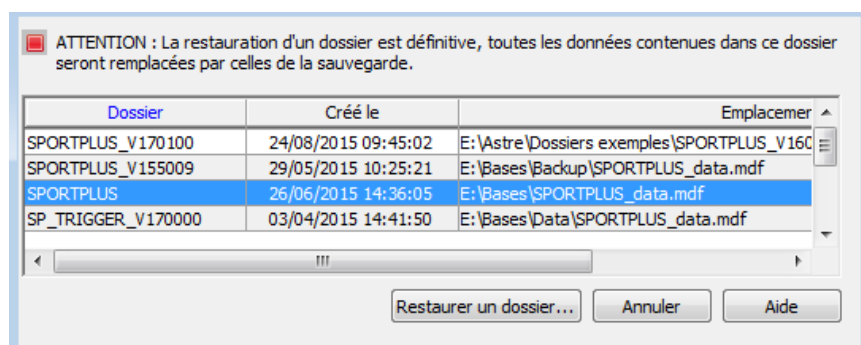 ATTENTION : La restauration d'un dossier est définitive, toutes les données contenues dans ce dossier
seront remplacées par celles de la sauvegarde.
Dossier Créé le Emplacemer
SPORTPLUS_V170100 24/08/2015 09:45:02 E:\Astre\Dossiers exemples\SPORTPLUS_V160
SPORTPLUS_V155009 29/05/2015 10:25:21 E:\Bases\Backup\SPORTPLUS_data.mdf
SPORTPLUS 26/06/2015 14:36:05 E:\Bases\SPORTPLUS_data.mdf
SP_TRIGGER_V170000 03/04/2015 14:41:50 E:\Bases\Data\SPORTPLUS_data.mdf
Restaurer un dossier... Annuler Aide